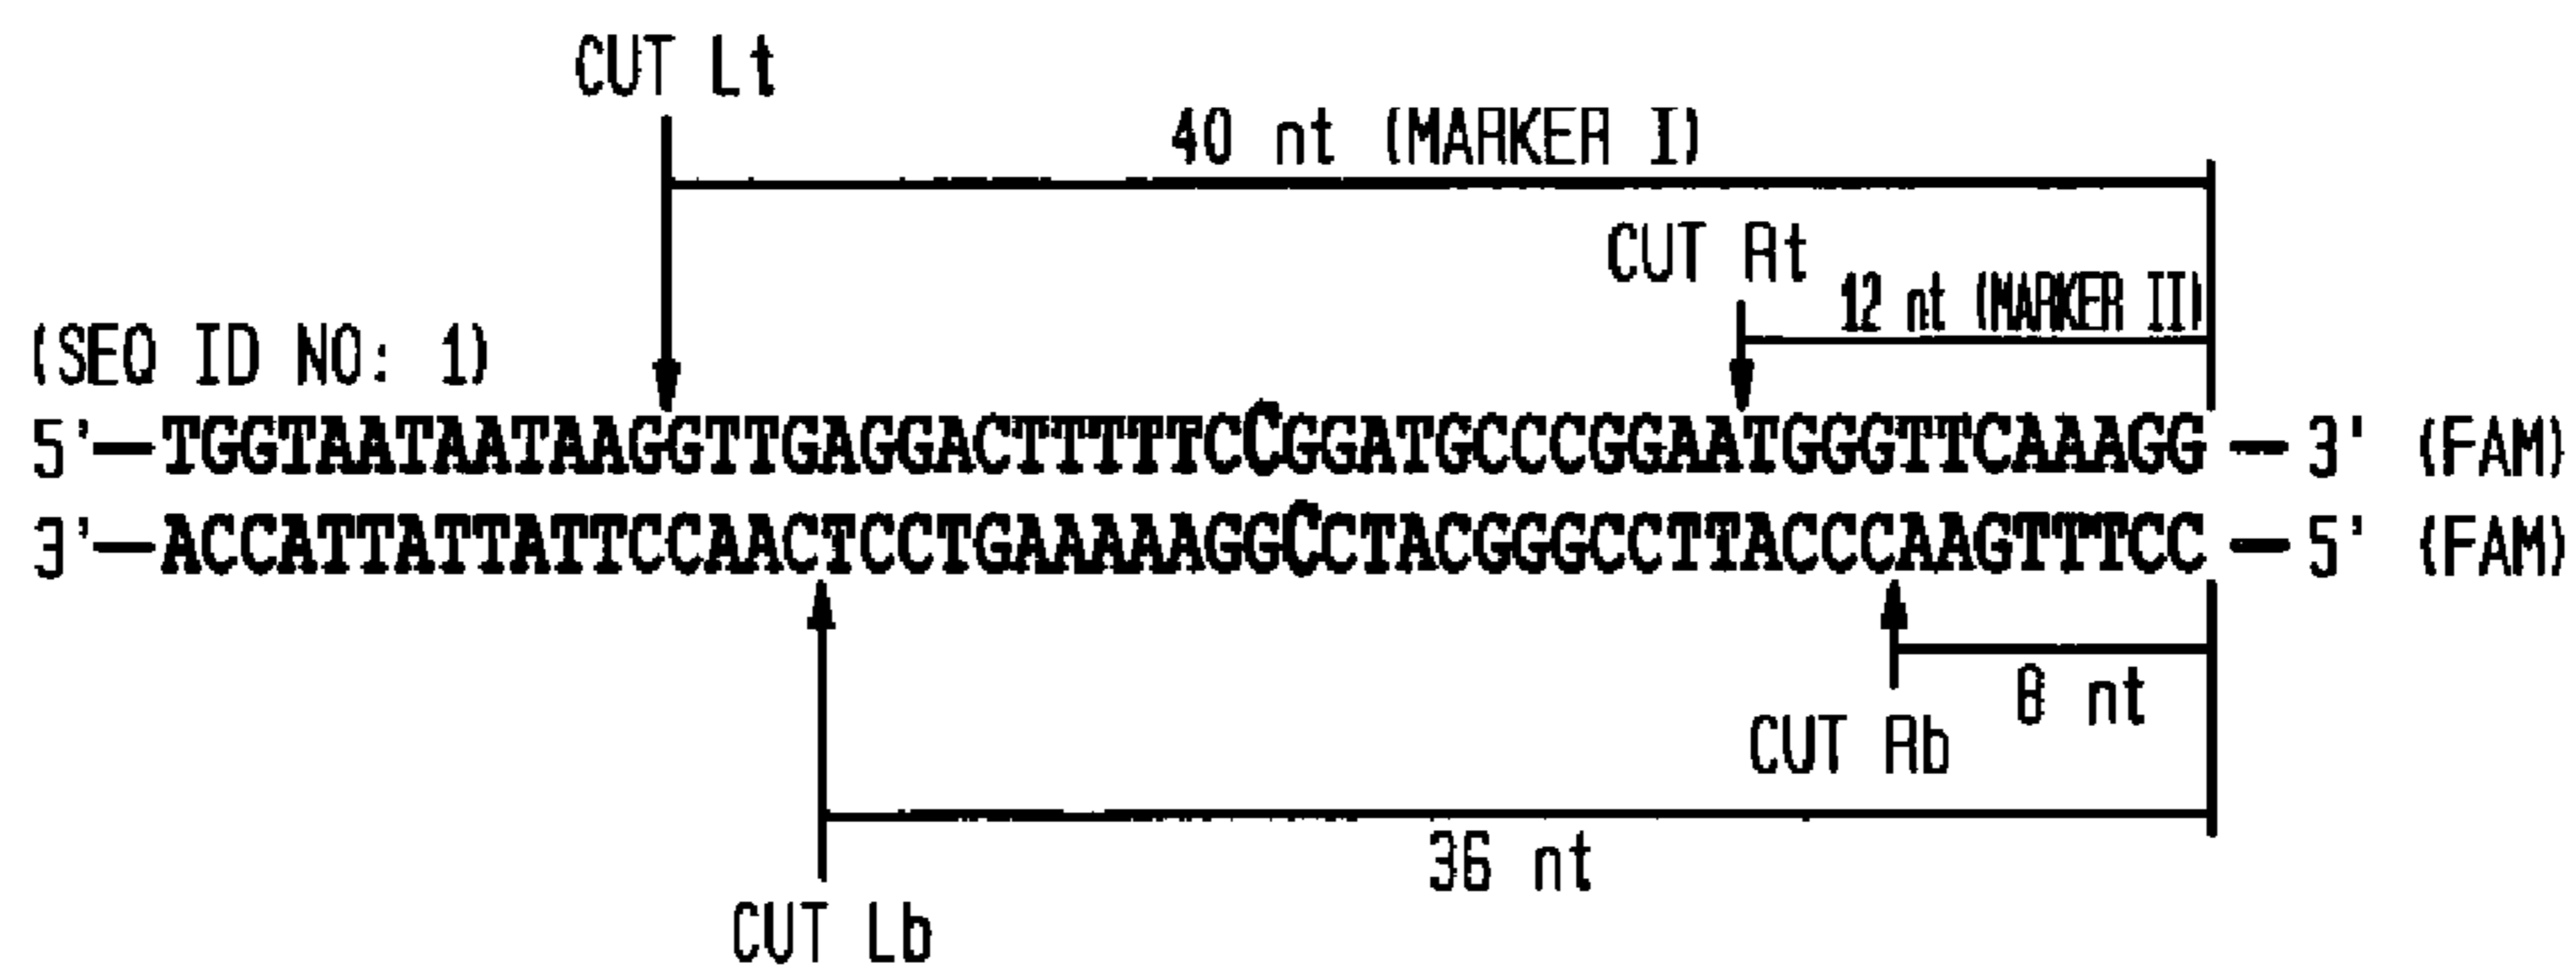 CUT Lt
40 nt (MARKER I)
CUT Rt
12 nt (MARKER II)
(SEQ ID NO: 1)
5'—TGGTAATAATAAGGTTGAGGACTTTTTCCGGATGCCCGGAATGGGTTCAAAGG—3' (FAM)
3'—ACCATTATTATTCCAACTCCTGAAAAAGGCCTACGGGCCTTACCCAAGTTTCC—5' (FAM)
8 nt
CUT Rb
36 nt
CUT Lb